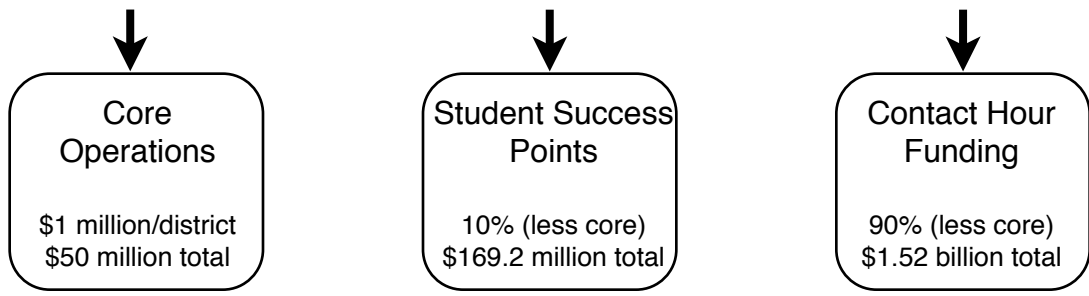 Core
Operations
$1 million/district
$50 million total
Student Success
Points
10% (less core)
$169.2 million total
Contact Hour
Funding
90% (less core)
$1.52 billion total